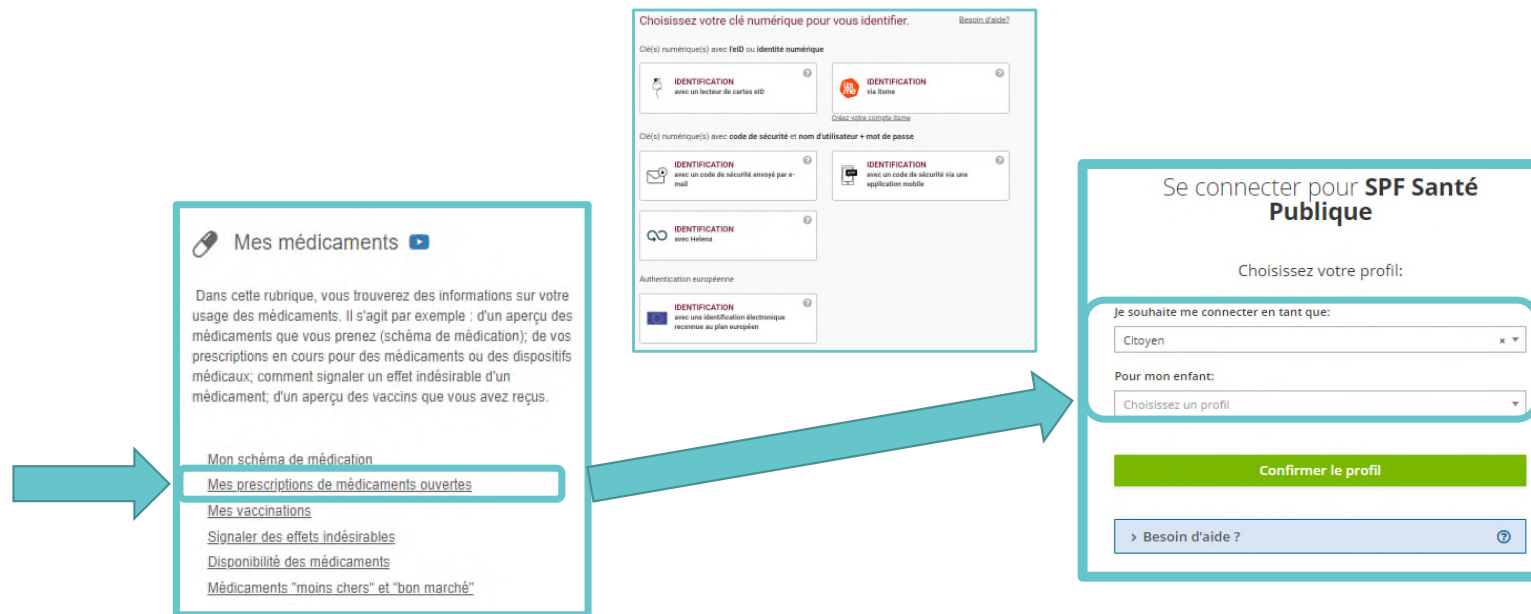 Choisissez votre clé numérique pour vous identifier.
Besoin d'aide?
Clé(s) numérique(s) avec l'eID ou identité numérique
IDENTIFICATION
avec un lecteur de cartes eID
IDENTIFICATION
via itsme
Créez votre compte itsme
Clé(s) numérique(s) avec code de sécurité et nom d'utilisateur + mot de passe
IDENTIFICATION
avec un code de sécurité envoyé par e-
mail
IDENTIFICATION
avec un code de sécurité via une
application mobile
IDENTIFICATION
avec Helena
Authentication européenne
IDENTIFICATION
avec une identification électronique
reconnue au plan européen
Mes médicaments
Dans cette rubrique, vous trouverez des informations sur votre
usage des médicaments. Il s'agit par exemple : d'un aperçu des
médicaments que vous prenez (schéma de médication); de vos
prescriptions en cours pour des médicaments ou des dispositifs
médicaux; comment signaler un effet indésirable d'un
médicament; d'un aperçu des vaccins que vous avez reçus.
Mon schéma de médication
Mes prescriptions de médicaments ouvertes
Mes vaccinations
Signaler des effets indésirables
Disponibilité des médicaments
Médicaments "moins chers" et "bon marché"
Se connecter pour SPF Santé
Publique
Choisissez votre profil:
Je souhaite me connecter en tant que:
Citoyen
Pour mon enfant:
Choisissez un profil
Confirmer le profil
> Besoin d'aide ?